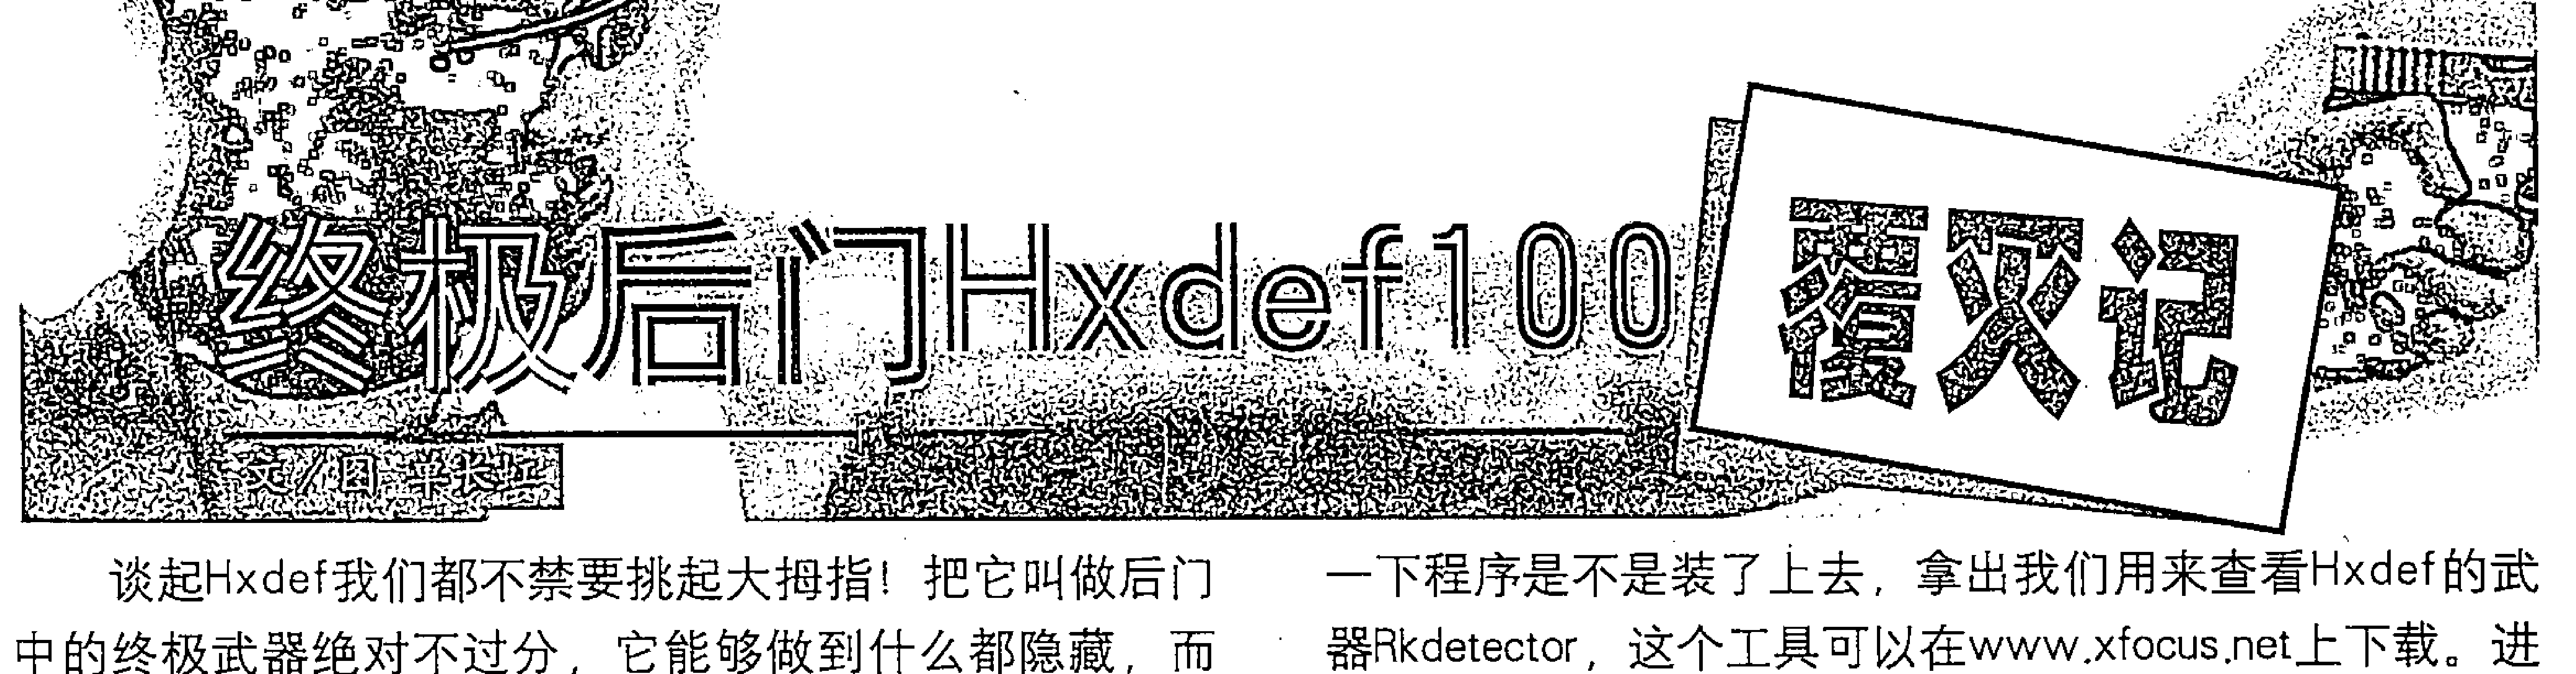 终极后门Hxdef100
覆灭记
文/图 单长虹
谈起Hxdef我们都不禁要挑起大拇指！把它叫做后门
中的终极武器绝对不过分，它能够做到什么都隐藏，而
一下程序是不是装了上去，拿出我们用来查看Hxdef的武
器Rkdetector，这个工具可以在www.xfocus.net上下载。进